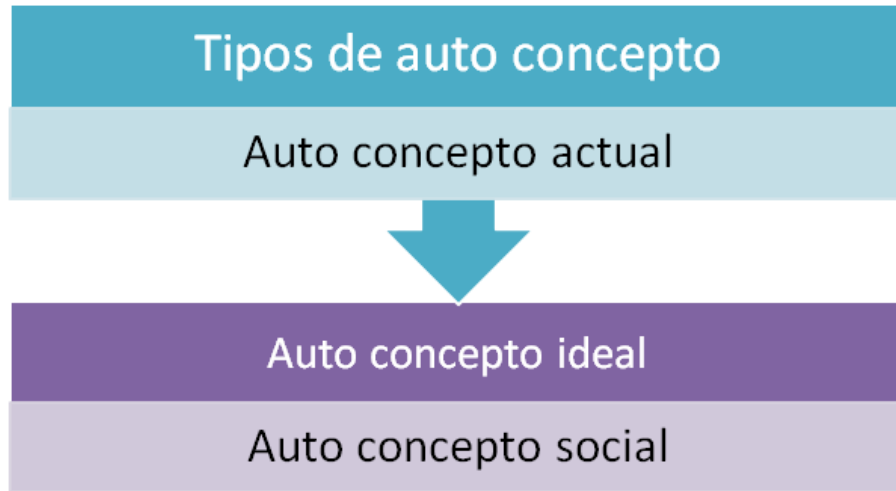 Tipos de auto concepto
Auto concepto actual
Auto concepto ideal
Auto concepto social